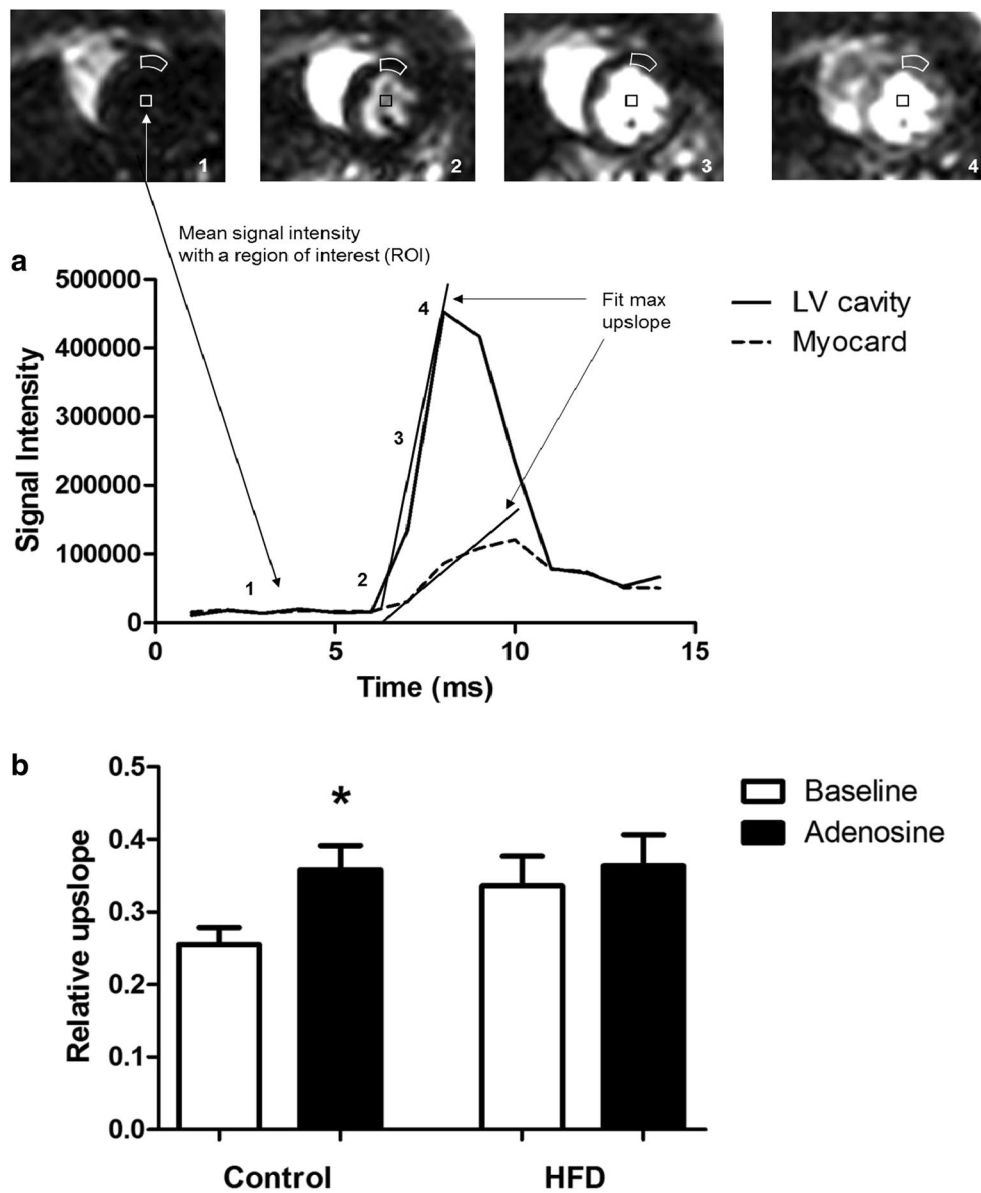 1
2
3
4
Mean signal intensity
with a region of interest (ROI)
a
500000
400000
300000
200000
100000
0
Signal Intensity
4
3
2
1
Fit max
upslope
LV cavity
Myocard
0
5
10
15
Time (ms)
b
0.5
0.4
0.3
0.2
0.1
0.0
Relative upslope
*
Baseline
Adenosine
Control
HFD